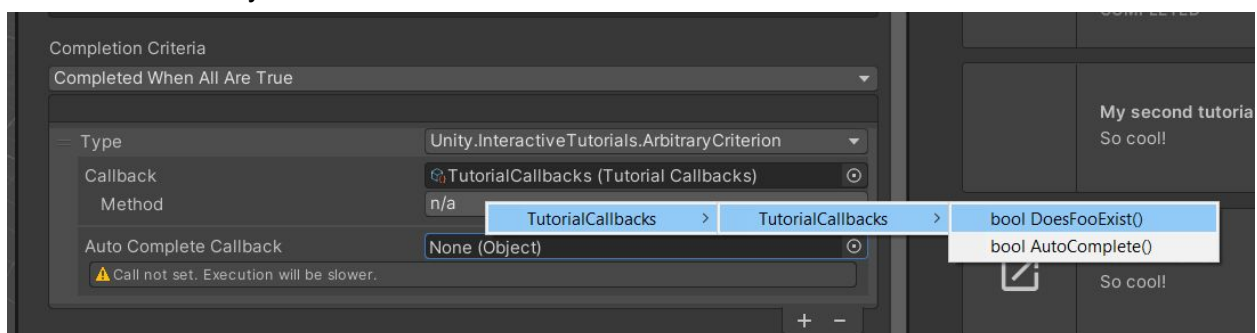 Completion Criteria
Completed When All Are True
Type
Unity.InteractiveTutorials.ArbitraryCriterion
Callback
TutorialCallbacks (Tutorial Callbacks)
Method
n/a
TutorialCallbacks
TutorialCallbacks
bool DoesFooExist()
bool AutoComplete()
Auto Complete Callback
None (Object)
Call not set. Execution will be slower.
+ -
My second tutoria
So cool!
So cool!